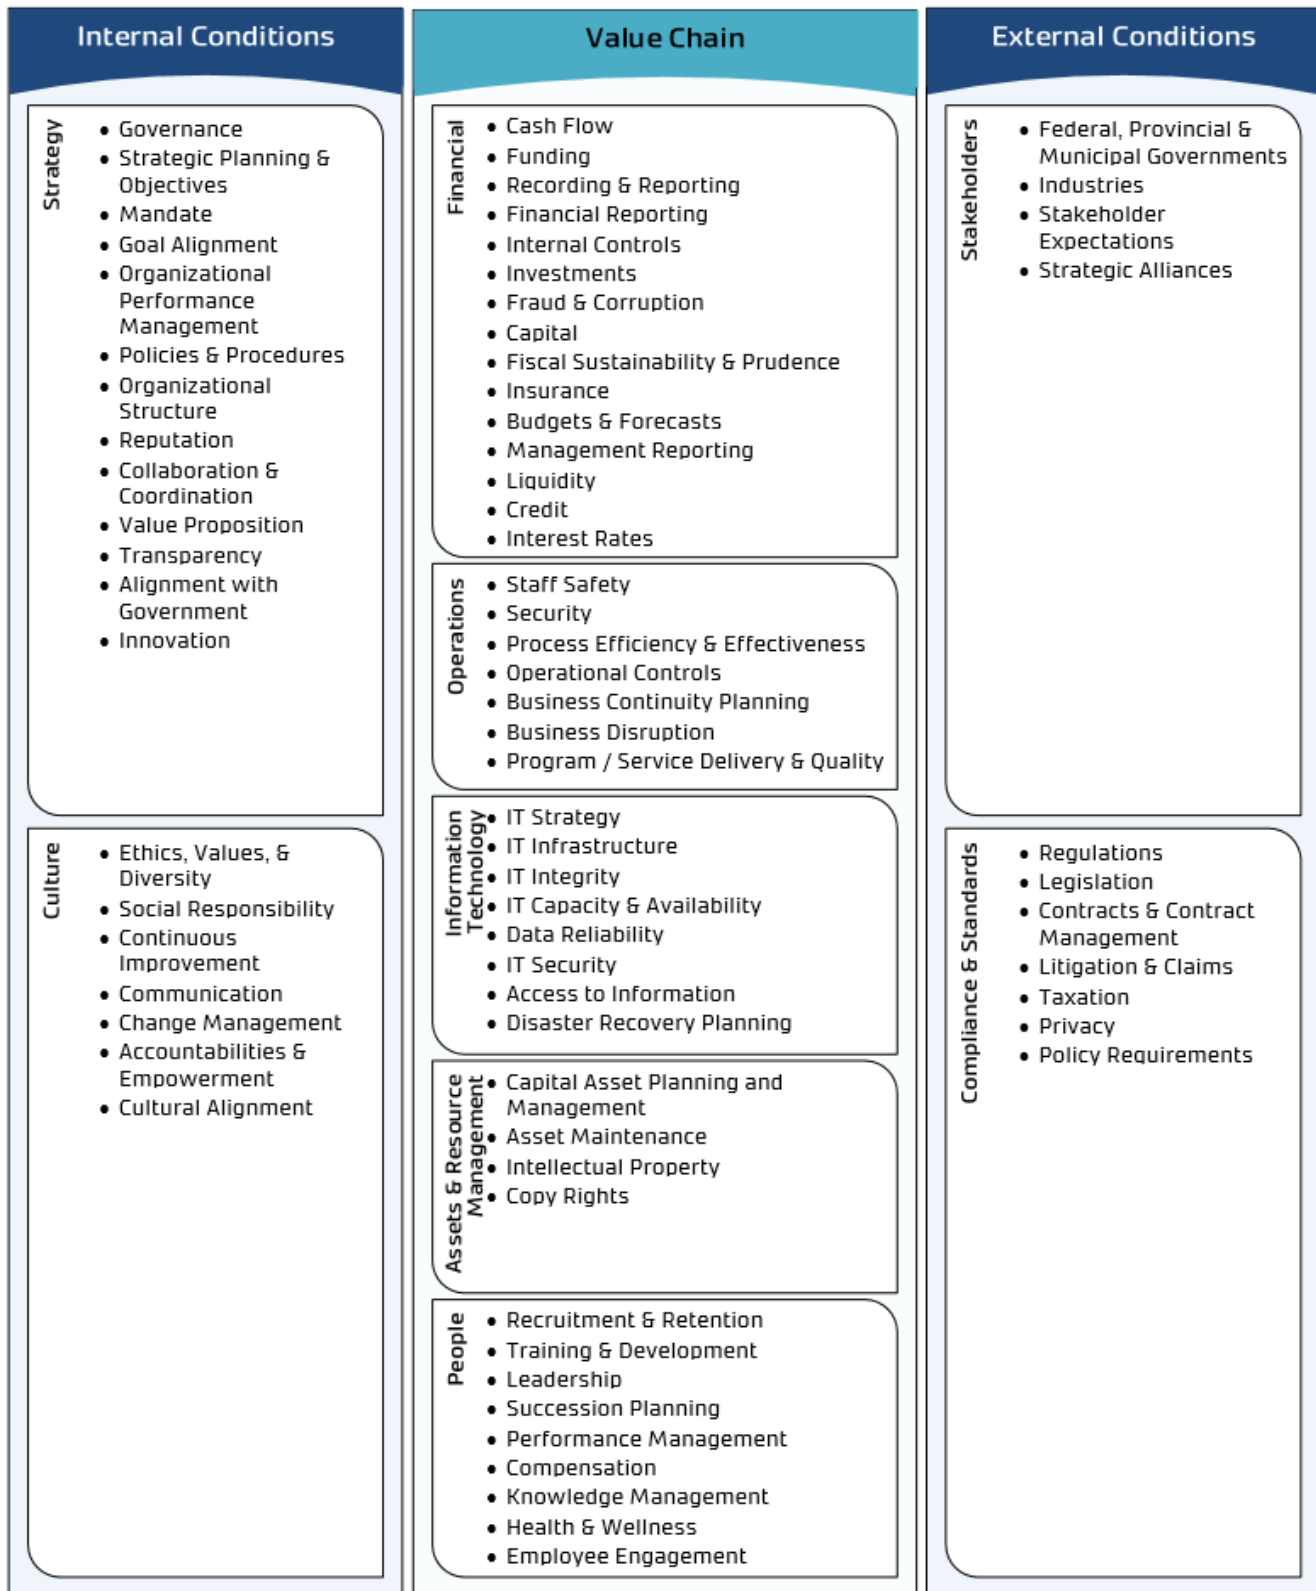 Internal Conditions
Strategy
• Governance
• Strategic Planning &
Objectives
• Mandate
• Goal Alignment
• Organizational
Performance
Management
• Policies & Procedures
• Organizational
Structure
• Reputation
• Collaboration &
Coordination
• Value Proposition
• Transparency
• Alignment with
Government
• Innovation
Culture
• Ethics, Values, &
Diversity
• Social Responsibility
• Continuous
Improvement
• Communication
• Change Management
• Accountabilities &
Empowerment
• Cultural Alignment
Value Chain
Financial
• Cash Flow
• Funding
• Recording & Reporting
• Financial Reporting
• Internal Controls
• Investments
• Fraud & Corruption
• Capital
• Fiscal Sustainability & Prudence
• Insurance
• Budgets & Forecasts
• Management Reporting
• Liquidity
• Credit
• Interest Rates
Operations
• Staff Safety
• Security
• Process Efficiency & Effectiveness
• Operational Controls
• Business Continuity Planning
• Business Disruption
• Program / Service Delivery & Quality
Information
Technology
• IT Strategy
• IT Infrastructure
• IT Integrity
• IT Capacity & Availability
• Data Reliability
• IT Security
• Access to Information
• Disaster Recovery Planning
Assets & Resource
Management
• Capital Asset Planning and
Management
• Asset Maintenance
• Intellectual Property
• Copy Rights
People
• Recruitment & Retention
• Training & Development
• Leadership
• Succession Planning
• Performance Management
• Compensation
• Knowledge Management
• Health & Wellness
• Employee Engagement
External Conditions
Stakeholders
• Federal, Provincial &
Municipal Governments
• Industries
• Stakeholder
Expectations
• Strategic Alliances
Compliance & Standards
• Regulations
• Legislation
• Contracts & Contract
Management
• Litigation & Claims
• Taxation
• Privacy
• Policy Requirements